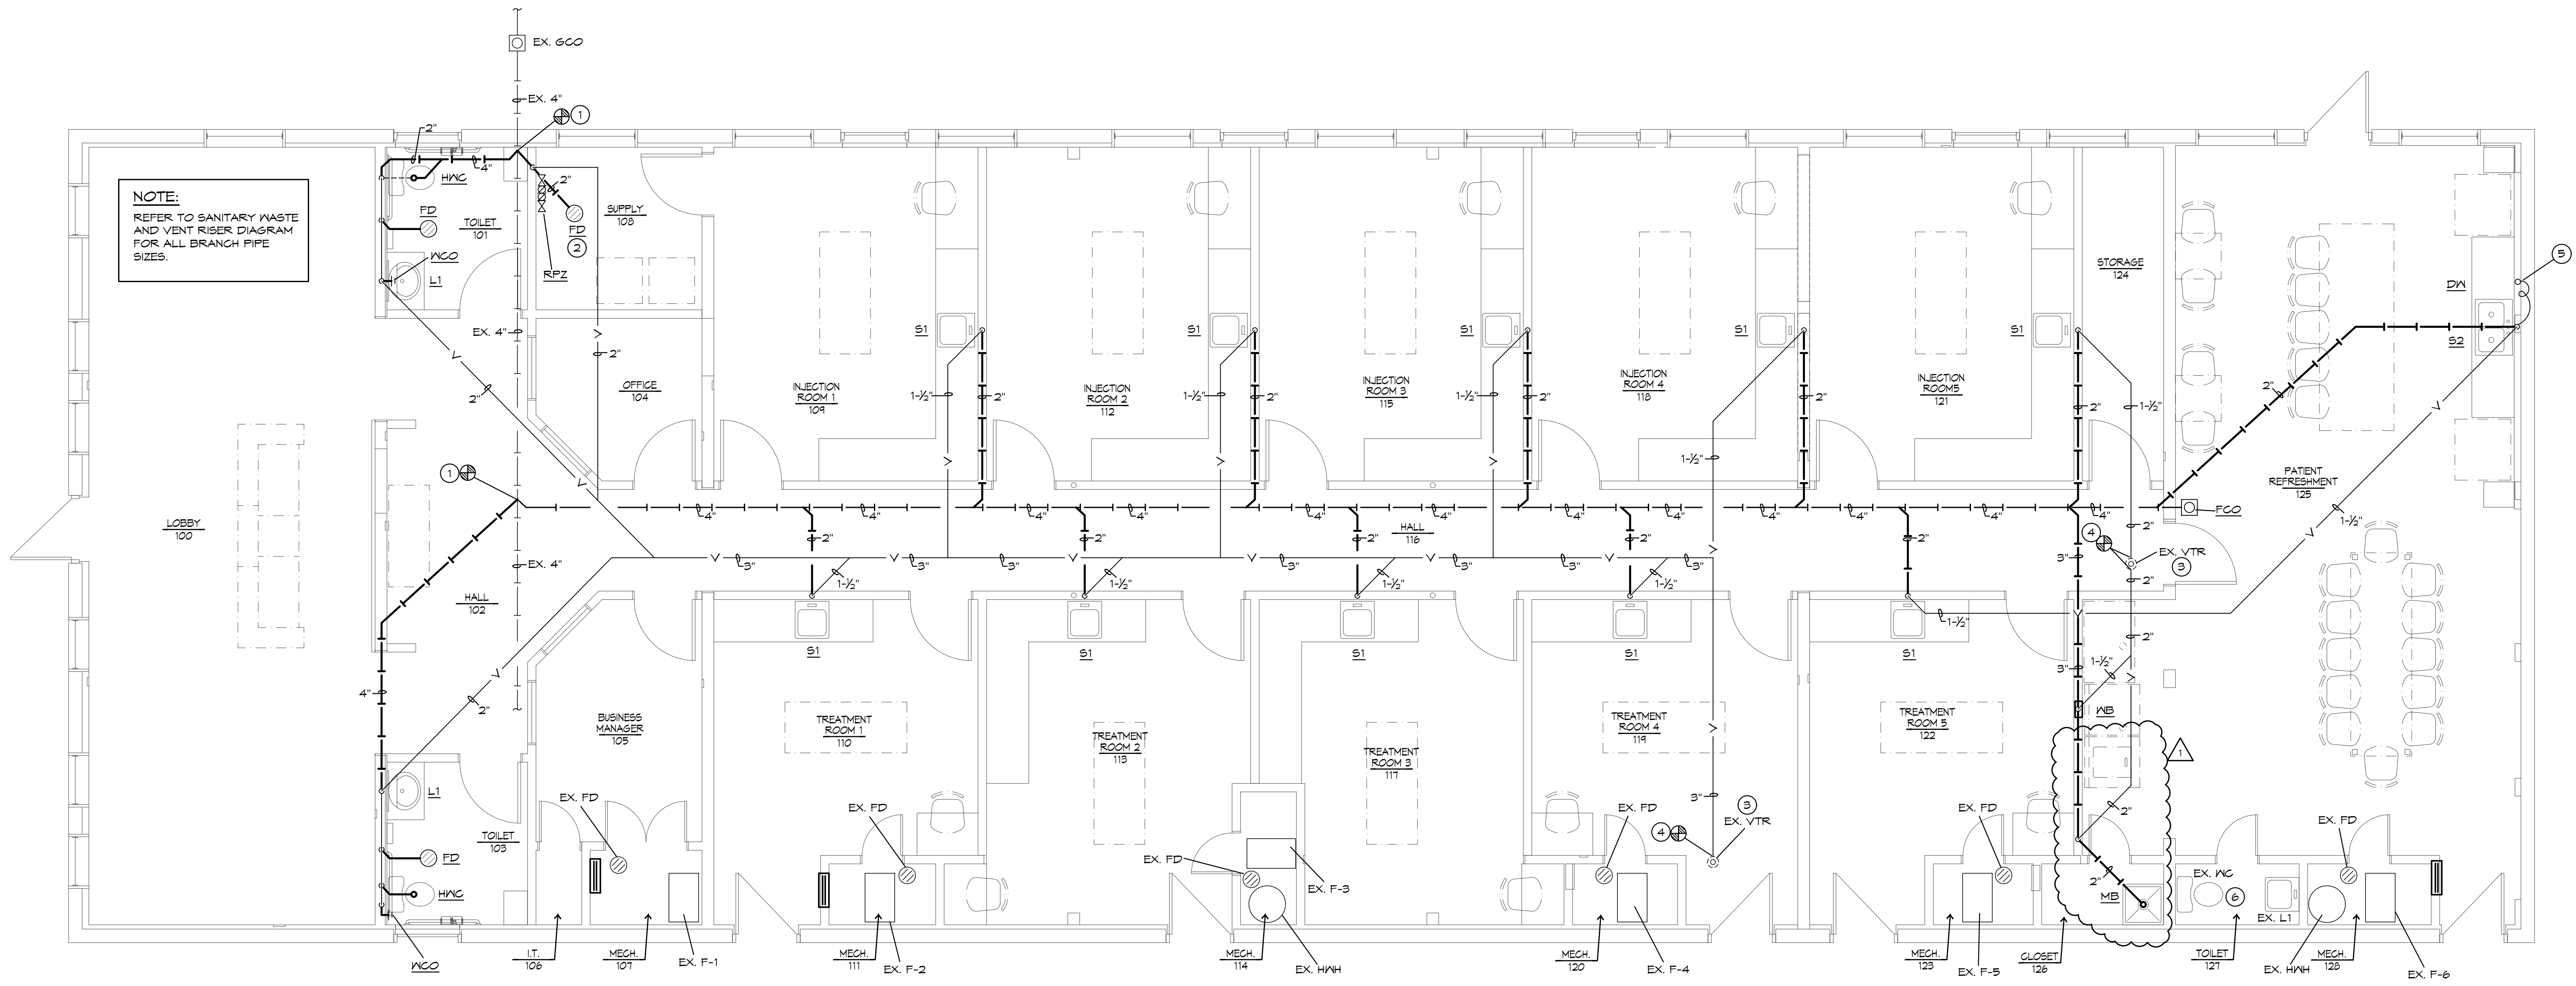 EX. GCO
EX. 4"
1
2"
4"
HWC
NOTE:
REFER TO SANITARY WASTE
AND VENT RISER DIAGRAM
FOR ALL BRANCH PIPE
SIZES.
FD
TOILET
101
WCO
L1
2"
FD
2
RPZ
SUPPLY
108
EX. 4"
V
2"
V
2"
V
OFFICE
104
S1
S1
S1
S1
S1
INJECTION
ROOM 1
109
INJECTION
ROOM 2
112
INJECTION
ROOM 3
115
INJECTION
ROOM 4
118
INJECTION
ROOM5
121
STORAGE
124
5
DW
S2
2"
V
1-1/2"
2"
1-1/2"
2"
1-1/2"
2"
2"
2"
1-1/2"
V
V
V
1-1/2"
PATIENT
REFRESHMENT
125
1-1/2"
V
1
LOBBY
100
4"
4"
4"
4"
4"
4"
4"
4"
4"
4"
4"
4"
FCO
HALL
116
2"
2"
2"
2"
2"
2"
4
EX. VTR
3
2"
3"
V
EX. 4"
V
3"
V
3"
3"
V
3"
3"
V
3"
V
3"
V
3"
1-1/2"
1-1/2"
1-1/2"
1-1/2"
1-1/2"
V
HALL
102
V
2"
4"
S1
S1
S1
S1
S1
2"
3"
1-1/2"
V
WB
BUSINESS
MANAGER
105
TREATMENT
ROOM 1
110
TREATMENT
ROOM 2
113
TREATMENT
ROOM 3
117
TREATMENT
ROOM 4
119
V
TREATMENT
ROOM 5
122
1
L1
TOILET
103
FD
HWC
WCO
EX. FD
EX. FD
EX. FD
EX. F-3
3"
3
EX. VTR
4
EX. FD
EX. FD
2"
2"
MB
EX. WC
6
EX. L1
EX. FD
I.T.
106
MECH.
107
EX. F-1
MECH.
111
EX. F-2
MECH.
114
EX. HWH
MECH.
120
EX. F-4
MECH.
123
EX. F-5
CLOSET
126
TOILET
127
EX. HWH
MECH.
128
EX. F-6